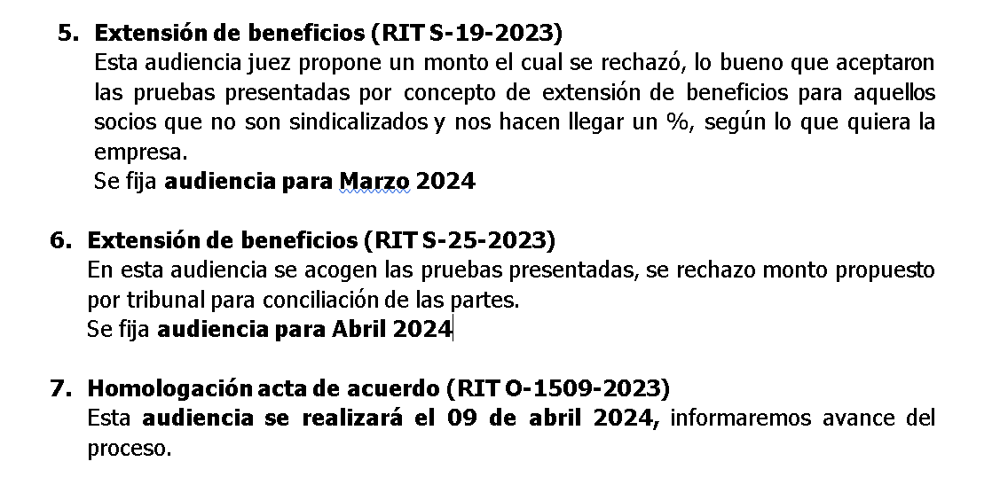 5. Extensión de beneficios (RIT S-19-2023)
Esta audiencia juez propone un monto el cual se rechazó, lo bueno que aceptaron
las pruebas presentadas por concepto de extensión de beneficios para aquellos
socios que no son sindicalizados y nos hacen llegar un %, según lo que quiera la
empresa.
Se fija audiencia para Marzo 2024
6. Extensión de beneficios (RIT S-25-2023)
En esta audiencia se acogen las pruebas presentadas, se rechazo monto propuesto
por tribunal para conciliación de las partes.
Se fija audiencia para Abril 2024
7. Homologación acta de acuerdo (RIT O-1509-2023)
Esta audiencia se realizará el 09 de abril 2024, informaremos avance del
proceso.